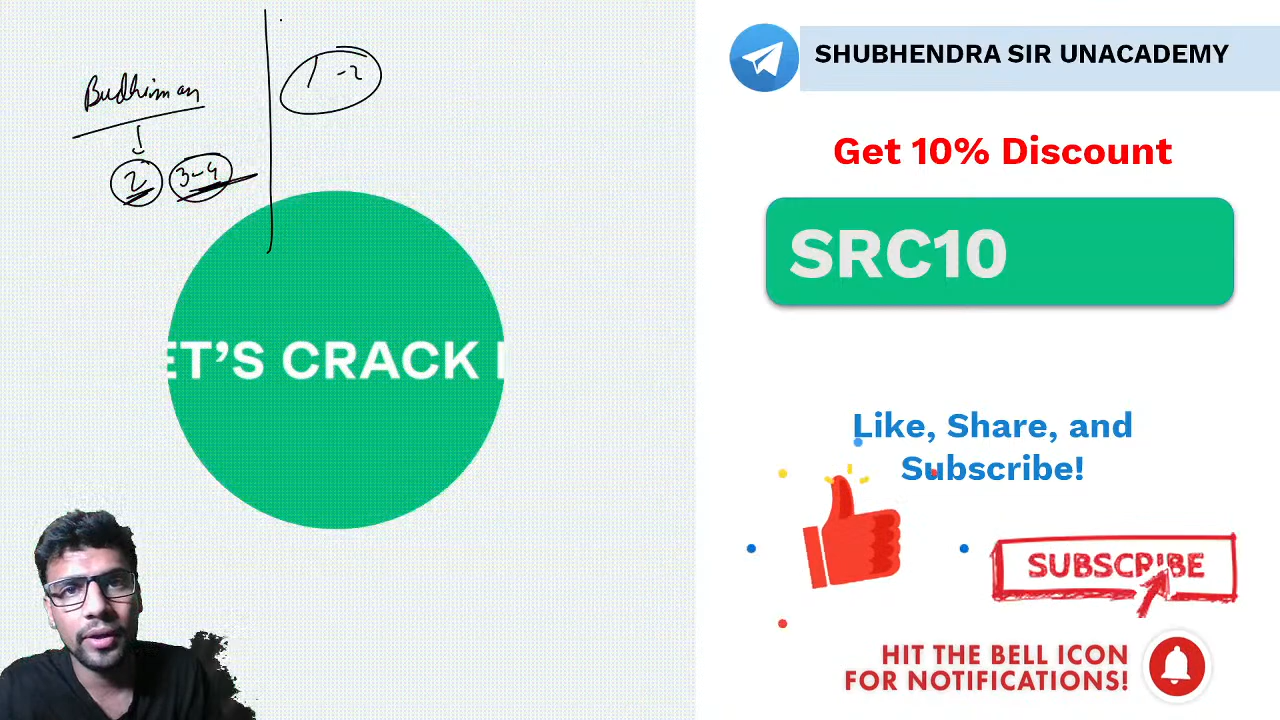 Budhiman
2 3-4
1-2
ET'S CRACK I
SHUBHENDRA SIR UNACADEMY
Get 10% Discount
SRC10
Like, Share, and
Subscribe!
SUBSCRIBE
HIT THE BELL ICON
FOR NOTIFICATIONS!